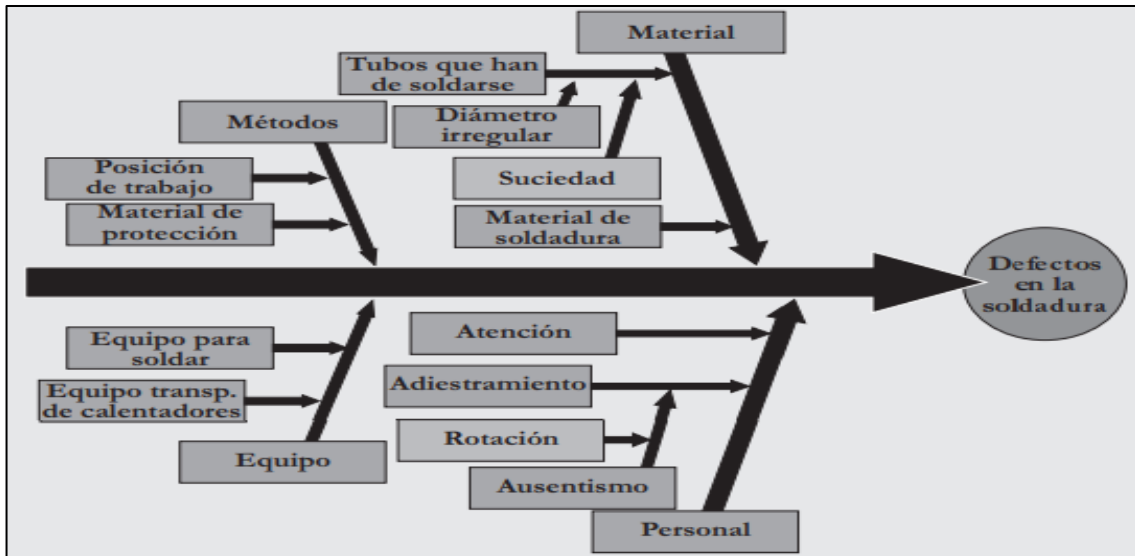 Material
Tubos que han
de soldarse
Métodos
Diámetro
irregular
Posición
de trabajo
Suciedad
Material de
protección
Material de
soldadura
Defectos
en la
soldadura
Equipo para
soldar
Atención
Equipo transp.
de calentadores
Adiestramiento
Rotación
Equipo
Ausentismo
Personal